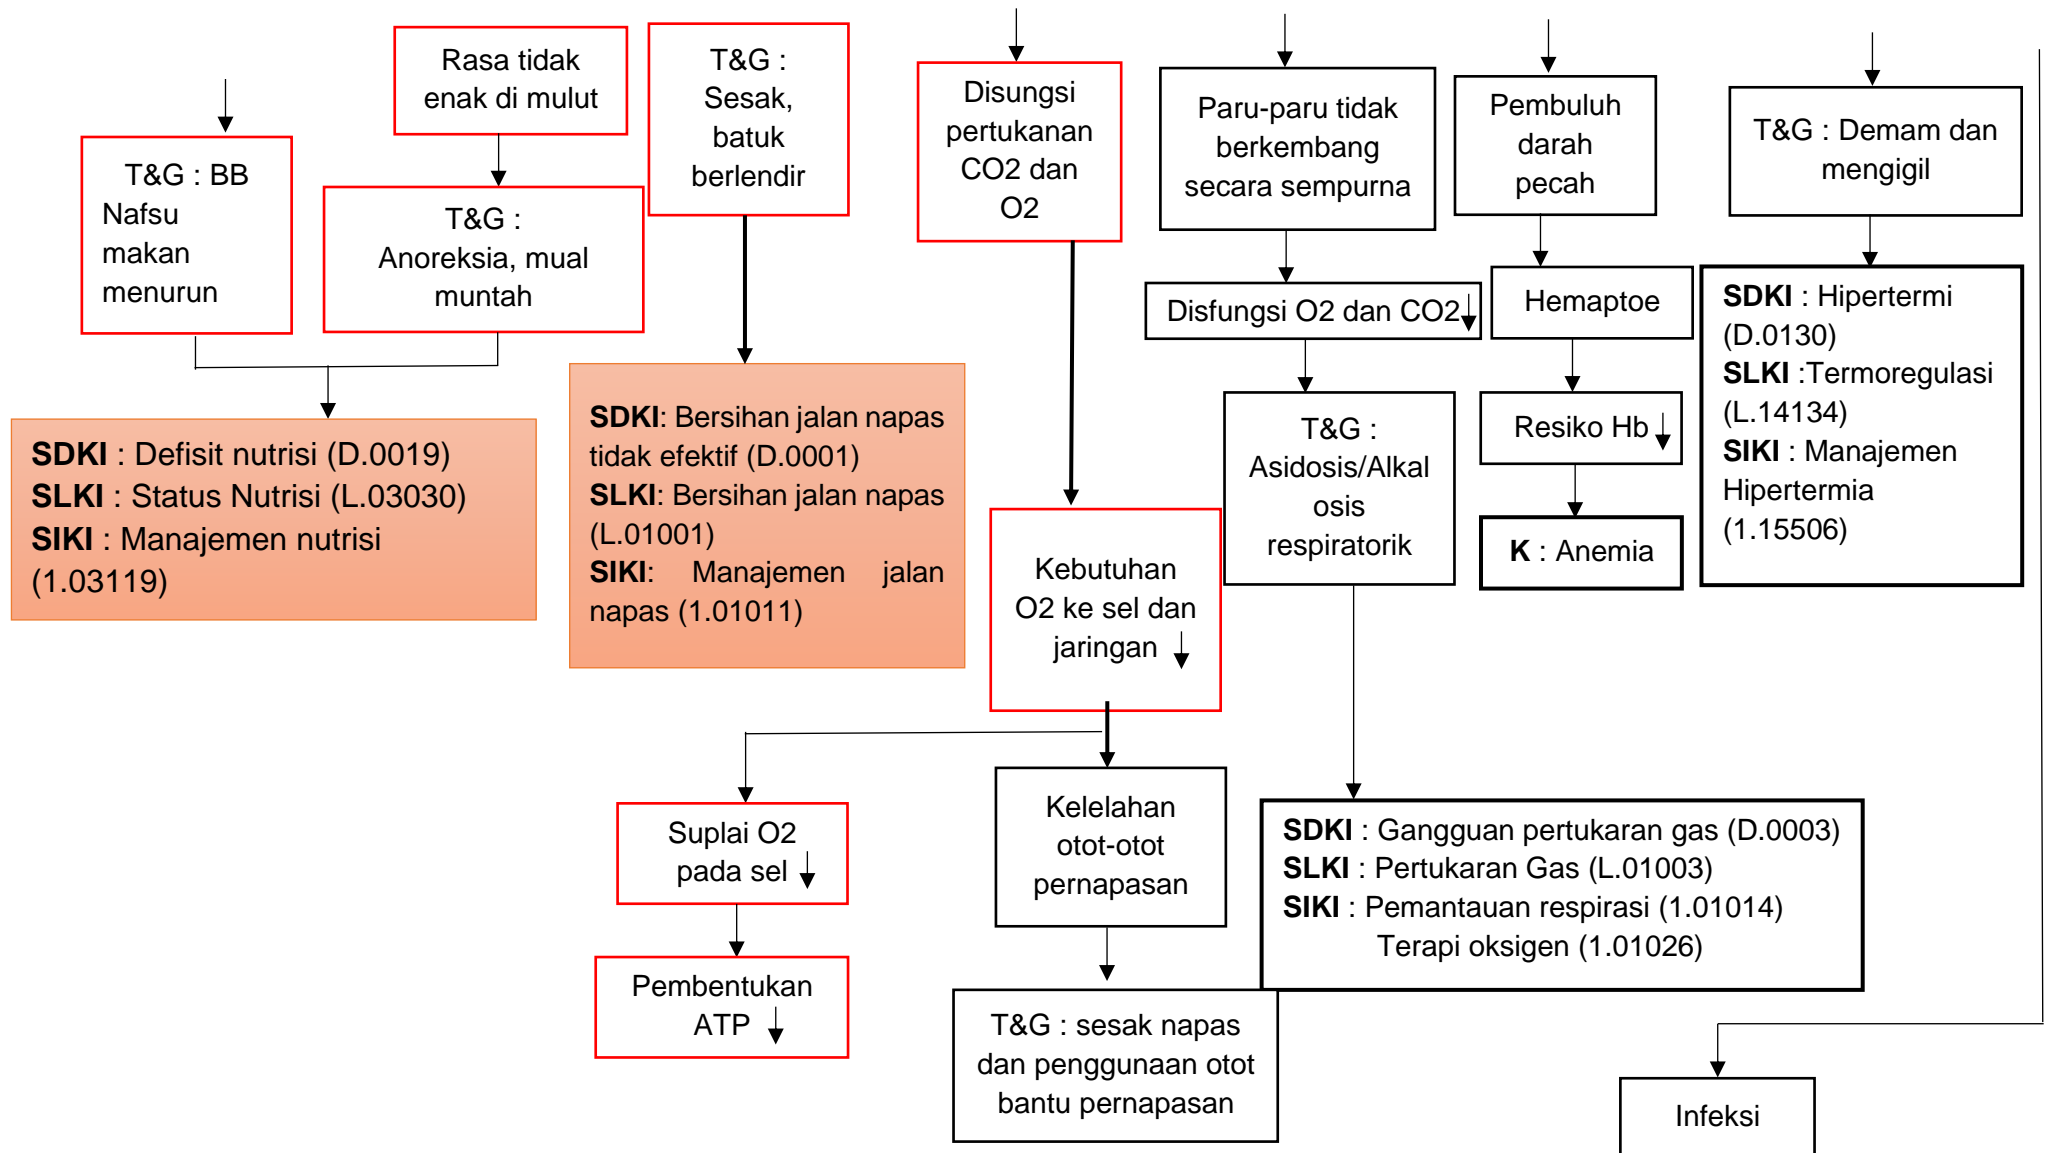 T&G : BB
Nafsu
makan
menurun
Rasa tidak
enak di mulut
T&G :
Anoreksia, mual
muntah
T&G :
Sesak,
batuk
berlendir
Disungsi
pertukanan
CO2 dan
O2
Paru-paru tidak
berkembang
secara sempurna
Pembuluh
darah
pecah
T&G : Demam dan
mengigil
Disfungsi O2 dan CO2
Hemaptoe
SDKI : Hipertermi
(D.0130)
SLKI :Termoregulasi
(L.14134)
SIKI : Manajemen
Hipertermia
(1.15506)
SDKI : Defisit nutrisi (D.0019)
SLKI : Status Nutrisi (L.03030)
SIKI : Manajemen nutrisi
(1.03119)
SDKI: Bersihan jalan napas
tidak efektif (D.0001)
SLKI: Bersihan jalan napas
(L.01001)
SIKI: Manajemen jalan
napas (1.01011)
T&G :
Asidosis/Alkal
osis
respiratorik
Resiko Hb
K : Anemia
Kebutuhan
O2 ke sel dan
jaringan
Suplai O2
pada sel
Kelelahan
otot-otot
pernapasan
SDKI : Gangguan pertukaran gas (D.0003)
SLKI : Pertukaran Gas (L.01003)
SIKI : Pemantauan respirasi (1.01014)
Terapi oksigen (1.01026)
Pembentukan
ATP
T&G : sesak napas
dan penggunaan otot
bantu pernapasan
Infeksi